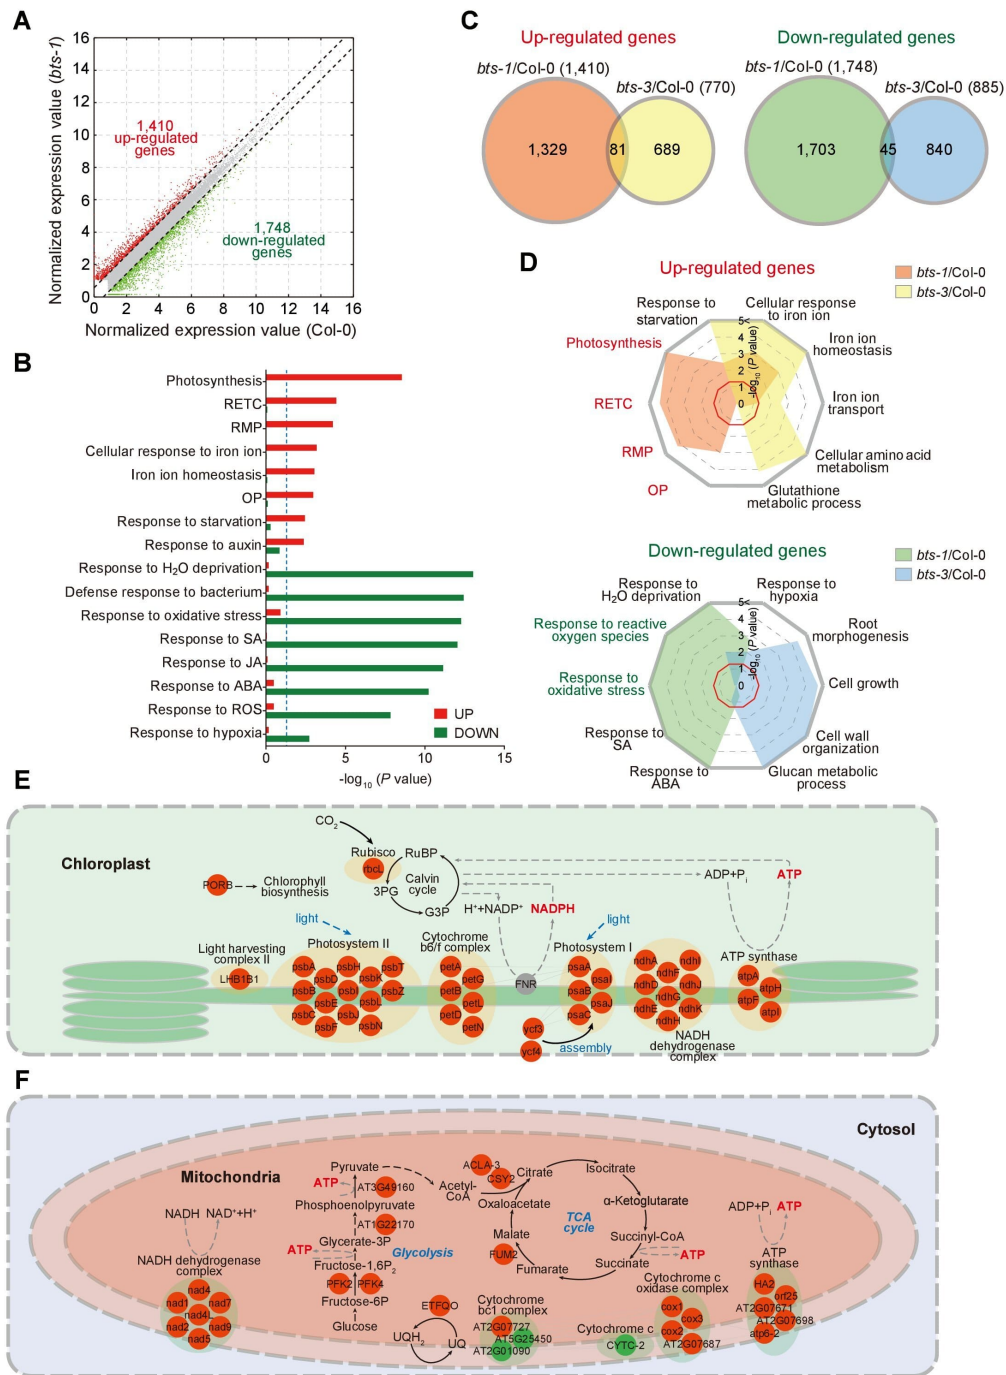 A
Normalized expression value (bts-1)
16
14
12
10
8
6
4
2
0
1,410
up-regulated
genes
1,748
down-regulated
genes
0 2 4 6 8 10 12 14 16
Normalized expression value (Col-0)
B
Photosynthesis
RETC
RMP
Cellular response to iron ion
Iron ion homeostasis
OP
Response to starvation
Response to auxin
Response to H2O deprivation
Defense response to bacterium
Response to oxidative stress
Response to SA
Response to JA
Response to ABA
Response to ROS
Response to hypoxia
UP
DOWN
0 5 10 15
-log10 (P value)
C
Up-regulated genes
bts-1/Col-0 (1,410)
bts-3/Col-0 (770)
1,329 81 689
Down-regulated genes
bts-1/Col-0 (1,748)
bts-3/Col-0 (885)
1,703 45 840
D
Up-regulated genes
bts-1/Col-0
bts-3/Col-0
Response to
starvation
Cellular response
to iron ion
Iron ion
homeostasis
Iron ion
transport
Cellular amino acid
metabolism
Glutathione
metabolic process
OP
RMP
RETC
Photosynthesis
5<
4
3
2
1
0
-log10 (P value)
Down-regulated genes
bts-1/Col-0
bts-3/Col-0
Response to
H2O deprivation
Response to
hypoxia
Root
morphogenesis
Cell growth
Cell wall
organization
Glucan metabolic
process
Response to
ABA
Response to
SA
Response to
oxidative stress
Response to reactive
oxygen species
5<
4
3
2
1
0
-log10 (P value)
E
Chloroplast
CO2
Rubisco
rbcL
RuBP
3PG
Calvin
cycle
G3P
PORB
Chlorophyll
biosynthesis
H++NADP+
NADPH
ADP+Pi
ATP
light
light
Light harvesting
complex II
LHB1B1
Photosystem II
psbA
psbB
psbC
psbD
psbE
psbF
psbH
psbI
psbJ
psbK
psbL
psbN
psbT
psbZ
Cytochrome
b6/f complex
petA
petB
petD
petG
petL
petN
FNR
ycf3
ycf4
assembly
Photosystem I
psaA
psaB
psaC
psaI
psaJ
ndhA
ndhD
ndhE
ndhF
ndhG
ndhH
ndhI
ndhJ
ndhK
NADH
dehydrogenase
complex
ATP synthase
atpA
atpF
atpH
atpI
F
Cytosol
Mitochondria
NADH NAD++H+
NADH dehydrogenase
complex
nad4
nad1
nad7
nad4L
nad2
nad9
nad5
Pyruvate
ATP
AT3G49160
Phosphoenolpyruvate
AT1G22170
Glycerate-3P
ATP
Glycolysis
Fructose-1,6P2
PFK2
PFK4
Fructose-6P
Glucose
Acetyl-
CoA
ACLA-3
CSY2
Citrate
Isocitrate
α-Ketoglutarate
Succinyl-CoA
ATP
Succinate
Fumarate
FUM2
Malate
Oxaloacetate
TCA
cycle
ETFQO
UQH2
UQ
Cytochrome
bc1 complex
AT2G07727
AT5G25450
AT2G01090
Cytochrome c
CYTC-2
Cytochrome c
oxidase complex
cox1
cox3
cox2
AT2G07687
ADP+Pi
ATP
ATP
synthase
HA2
orf25
AT2G07671
AT2G07698
atp6-2